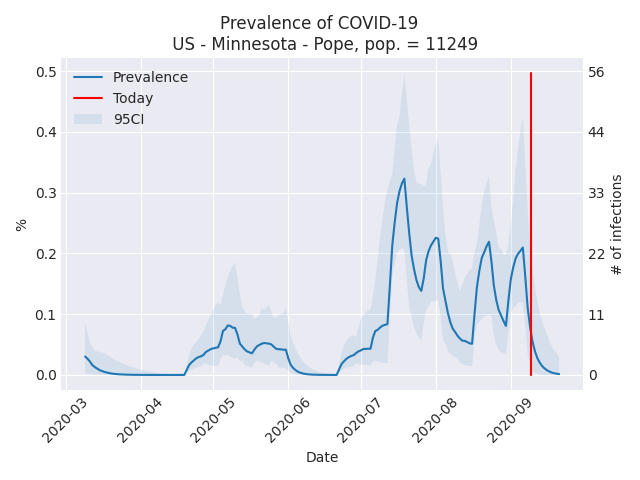 Prevalence of COVID-19
US - Minnesota - Pope, pop. = 11249
Prevalence
Today
95CI
0.5
0.4
0.3
0.2
0.1
0.0
%
56
44
33
22
11
0
# of infections
2020-03
2020-04
2020-05
2020-06
2020-07
2020-08
2020-09
Date